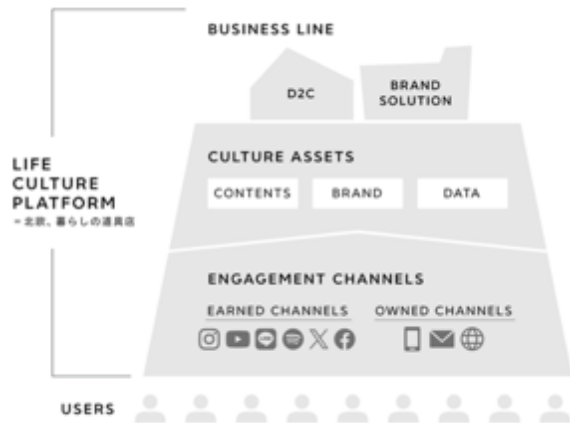 BUSINESS LINE
D2C
BRAND
SOLUTION
LIFE
CULTURE
PLATFORM
=北欧、暮らしの道具店
CULTURE ASSETS
CONTENTS
BRAND
DATA
ENGAGEMENT CHANNELS
EARNED CHANNELS
OWNED CHANNELS
USERS